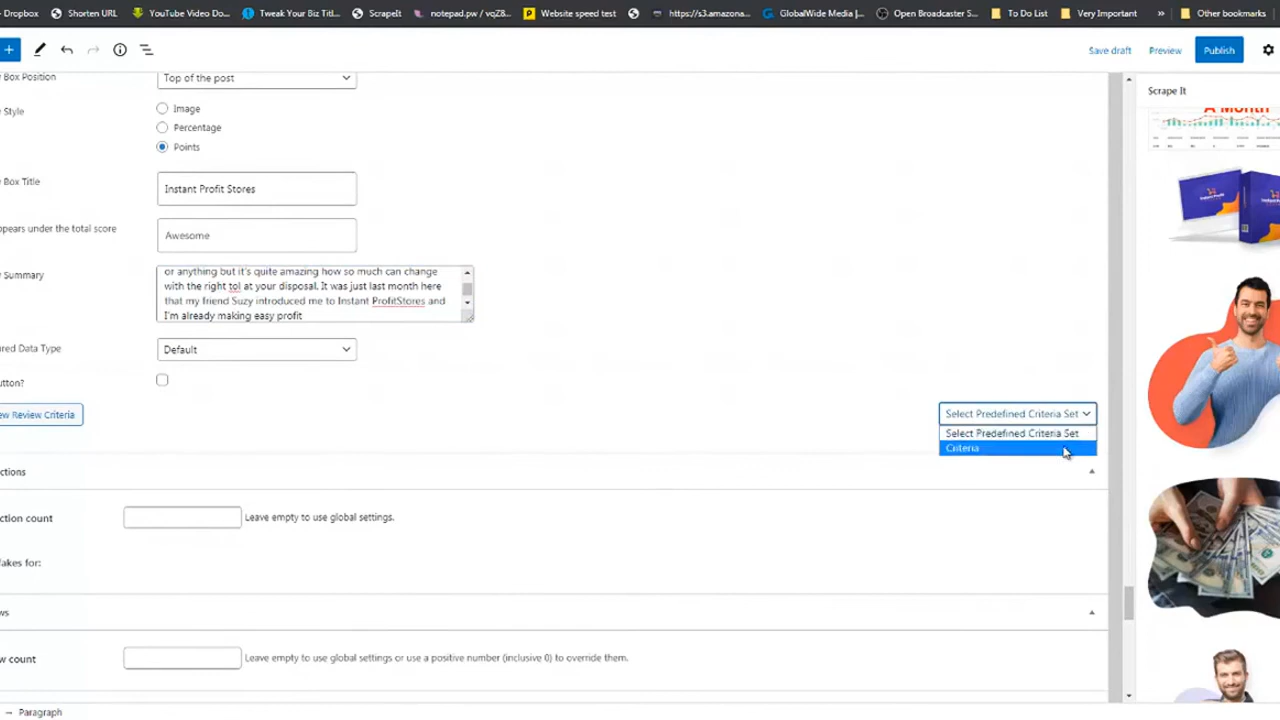 Dropbox Shorten URL YouTube Video Do... Tweak Your Biz Titl... ScrapeIt notepad.pw / vqZ8... Website speed test https://s3.amazona... GlobalWide Media |... Open Broadcaster S... To Do List Very Important » Other bookmarks
Save draft Preview Publish
Box Position Top of the post
Scrape It
A Month
Style Image
Percentage
Points
Box Title Instant Profit Stores
ppears under the total score Awesome
Summary or anything but it's quite amazing how so much can change
with the right tol at your disposal. It was just last month here
that my friend Suzy introduced me to Instant ProfitStores and
I'm already making easy profit
ured Data Type Default
utton?
ew Review Criteria Select Predefined Criteria Set
Select Predefined Criteria Set
Criteria
ctions
ction count Leave empty to use global settings.
fakes for:
ws
w count Leave empty to use global settings or use a positive number (inclusive 0) to override them.
→ Paragraph